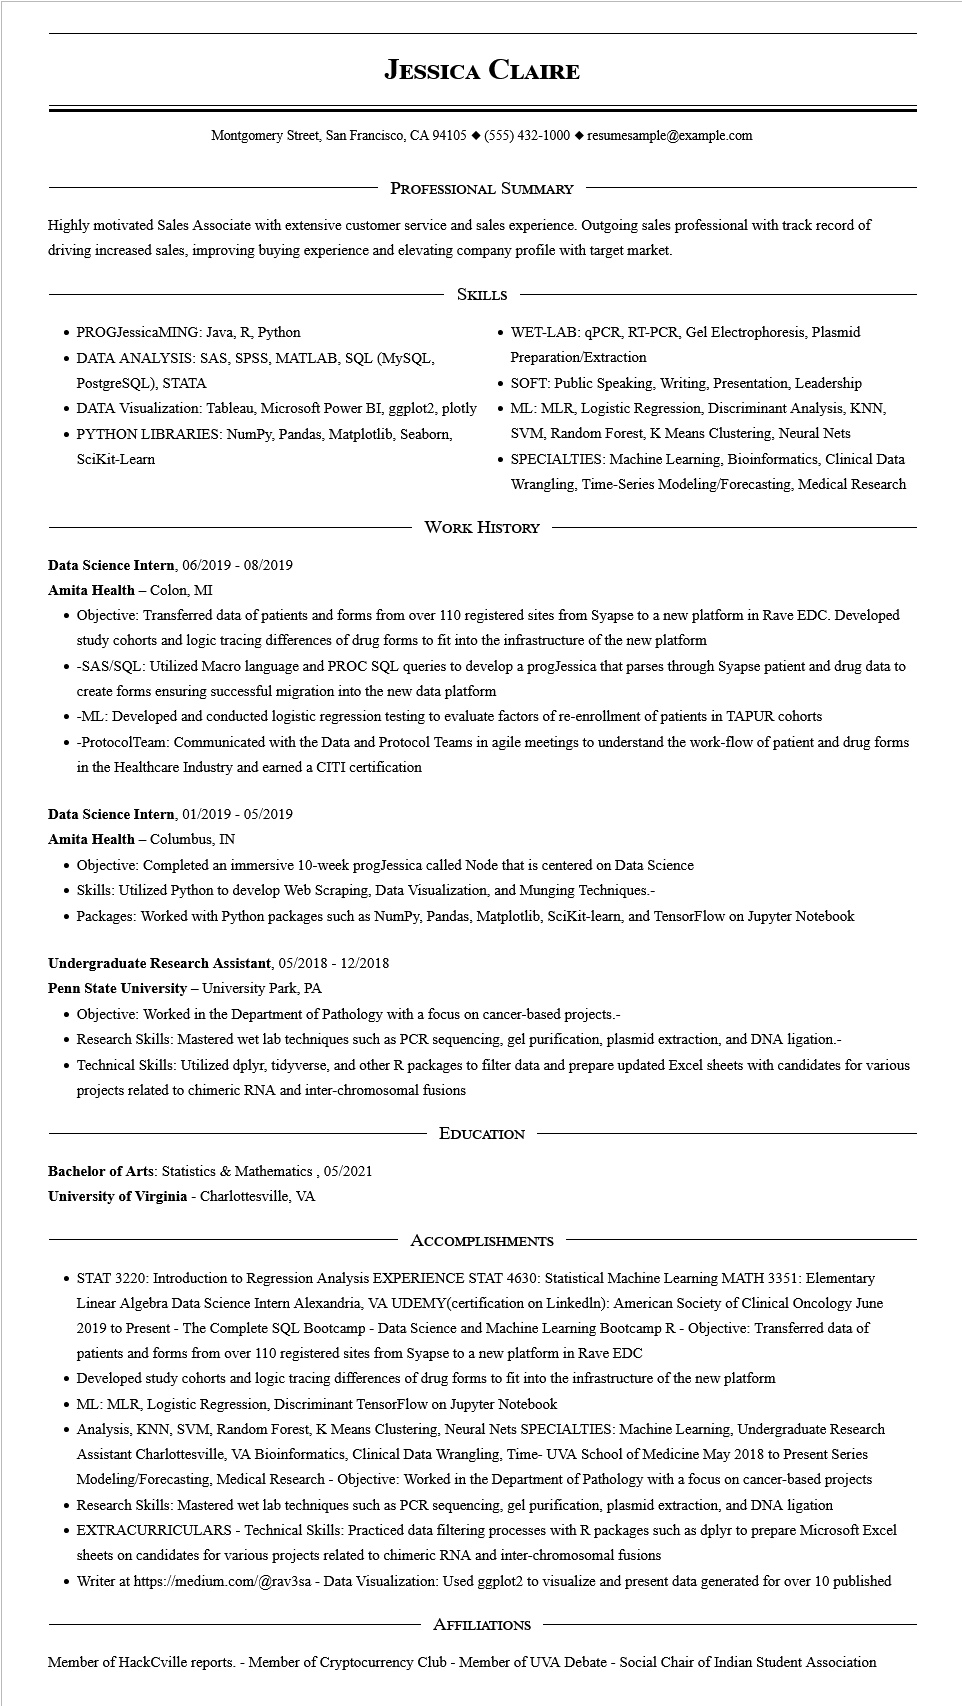 Jessica Claire
Montgomery Street, San Francisco, CA 94105 ◆ (555) 432-1000 ◆ resumesample@example.com
Professional Summary
Highly motivated Sales Associate with extensive customer service and sales experience. Outgoing sales professional with track record of
driving increased sales, improving buying experience and elevating company profile with target market.
Skills
• PROGJessicaMING: Java, R, Python
• DATA ANALYSIS: SAS, SPSS, MATLAB, SQL (MySQL,
PostgreSQL), STATA
• DATA Visualization: Tableau, Microsoft Power BI, ggplot2, plotly
• PYTHON LIBRARIES: NumPy, Pandas, Matplotlib, Seaborn,
SciKit-Learn
• WET-LAB: qPCR, RT-PCR, Gel Electrophoresis, Plasmid
Preparation/Extraction
• SOFT: Public Speaking, Writing, Presentation, Leadership
• ML: MLR, Logistic Regression, Discriminant Analysis, KNN,
SVM, Random Forest, K Means Clustering, Neural Nets
• SPECIALTIES: Machine Learning, Bioinformatics, Clinical Data
Wrangling, Time-Series Modeling/Forecasting, Medical Research
Work History
Data Science Intern, 06/2019 - 08/2019
Amita Health – Colon, MI
• Objective: Transferred data of patients and forms from over 110 registered sites from Syapse to a new platform in Rave EDC. Developed
study cohorts and logic tracing differences of drug forms to fit into the infrastructure of the new platform
• -SAS/SQL: Utilized Macro language and PROC SQL queries to develop a progJessica that parses through Syapse patient and drug data to
create forms ensuring successful migration into the new data platform
• -ML: Developed and conducted logistic regression testing to evaluate factors of re-enrollment of patients in TAPUR cohorts
• -ProtocolTeam: Communicated with the Data and Protocol Teams in agile meetings to understand the work-flow of patient and drug forms
in the Healthcare Industry and earned a CITI certification
Data Science Intern, 01/2019 - 05/2019
Amita Health – Columbus, IN
• Objective: Completed an immersive 10-week progJessica called Node that is centered on Data Science
• Skills: Utilized Python to develop Web Scraping, Data Visualization, and Munging Techniques.-
• Packages: Worked with Python packages such as NumPy, Pandas, Matplotlib, SciKit-learn, and TensorFlow on Jupyter Notebook
Undergraduate Research Assistant, 05/2018 - 12/2018
Penn State University – University Park, PA
• Objective: Worked in the Department of Pathology with a focus on cancer-based projects.-
• Research Skills: Mastered wet lab techniques such as PCR sequencing, gel purification, plasmid extraction, and DNA ligation.-
• Technical Skills: Utilized dplyr, tidyverse, and other R packages to filter data and prepare updated Excel sheets with candidates for various
projects related to chimeric RNA and inter-chromosomal fusions
Education
Bachelor of Arts: Statistics & Mathematics , 05/2021
University of Virginia - Charlottesville, VA
Accomplishments
• STAT 3220: Introduction to Regression Analysis EXPERIENCE STAT 4630: Statistical Machine Learning MATH 3351: Elementary
Linear Algebra Data Science Intern Alexandria, VA UDEMY(certification on Linkedln): American Society of Clinical Oncology June
2019 to Present - The Complete SQL Bootcamp - Data Science and Machine Learning Bootcamp R - Objective: Transferred data of
patients and forms from over 110 registered sites from Syapse to a new platform in Rave EDC
• Developed study cohorts and logic tracing differences of drug forms to fit into the infrastructure of the new platform
• ML: MLR, Logistic Regression, Discriminant TensorFlow on Jupyter Notebook
• Analysis, KNN, SVM, Random Forest, K Means Clustering, Neural Nets SPECIALTIES: Machine Learning, Undergraduate Research
Assistant Charlottesville, VA Bioinformatics, Clinical Data Wrangling, Time- UVA School of Medicine May 2018 to Present Series
Modeling/Forecasting, Medical Research - Objective: Worked in the Department of Pathology with a focus on cancer-based projects
• Research Skills: Mastered wet lab techniques such as PCR sequencing, gel purification, plasmid extraction, and DNA ligation
• EXTRACURRICULARS - Technical Skills: Practiced data filtering processes with R packages such as dplyr to prepare Microsoft Excel
sheets on candidates for various projects related to chimeric RNA and inter-chromosomal fusions
• Writer at https://medium.com/@rav3sa - Data Visualization: Used ggplot2 to visualize and present data generated for over 10 published
Affiliations
Member of HackCville reports. - Member of Cryptocurrency Club - Member of UVA Debate - Social Chair of Indian Student Association